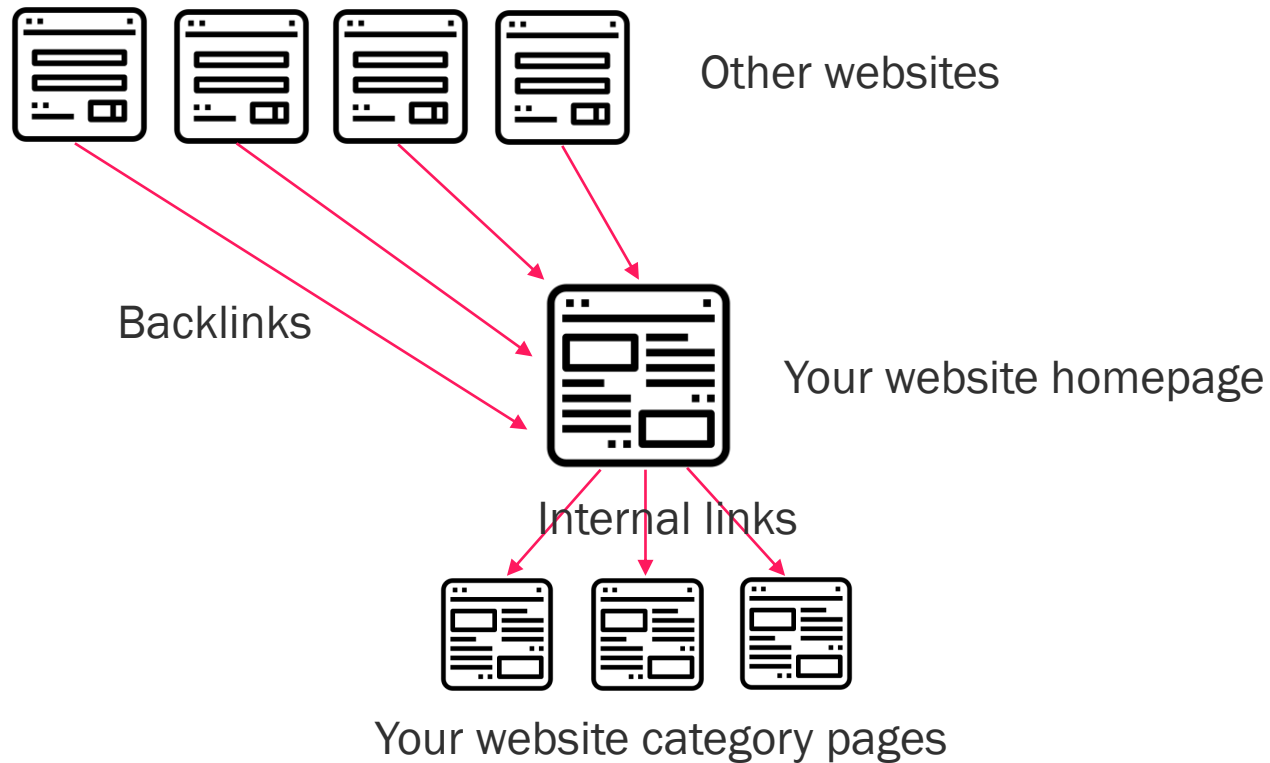 Other websites
Backlinks
Your website homepage
Internal links
Your website category pages